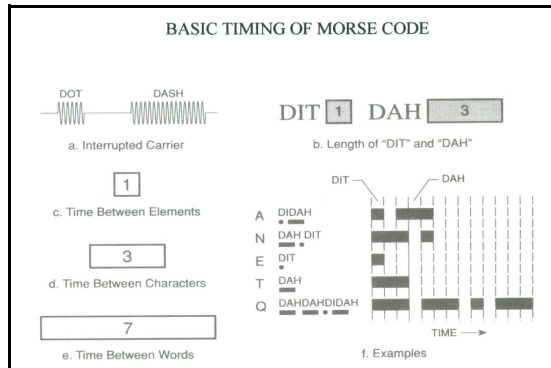 BASIC TIMING OF MORSE CODE
DOT DASH
a. Interrupted Carrier
DIT 1 DAH 3
b. Length of "DIT" and "DAH"
1
c. Time Between Elements
3
d. Time Between Characters
7
e. Time Between Words
DIT DAH
A DIDAH
N DAH DIT
E DIT
T DAH
Q DAHDAHDIDAH
TIME
f. Examples